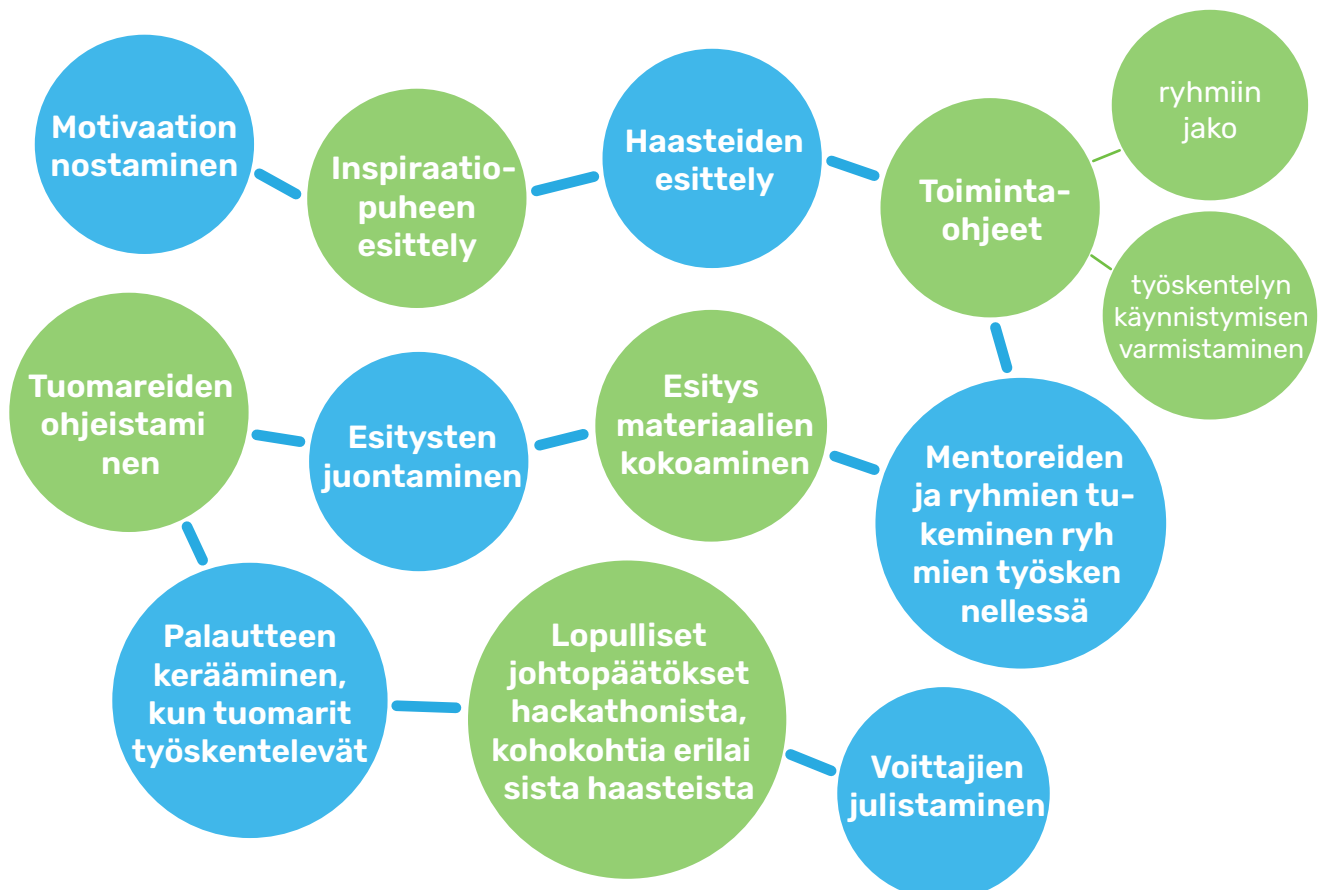 Motivaation
nostaminen
Inspiraatio-
puheen
esittely
Haasteiden
esittely
Toiminta-
ohjeet
ryhmiin
jako
työskentelyn
käynnistymisen
varmistaminen
Mentoreiden
ja ryhmien tu-
keminen ryh
mien työsken
nellessä
Esitys
materiaalien
kokoaminen
Esitysten
juontaminen
Tuomareiden
ohjeistami
nen
Palautteen
kerääminen,
kun tuomarit
työskentelevät
Lopulliset
johtopäätökset
hackathonista,
kohokohtia erilai
sista haasteista
Voittajien
julistaminen